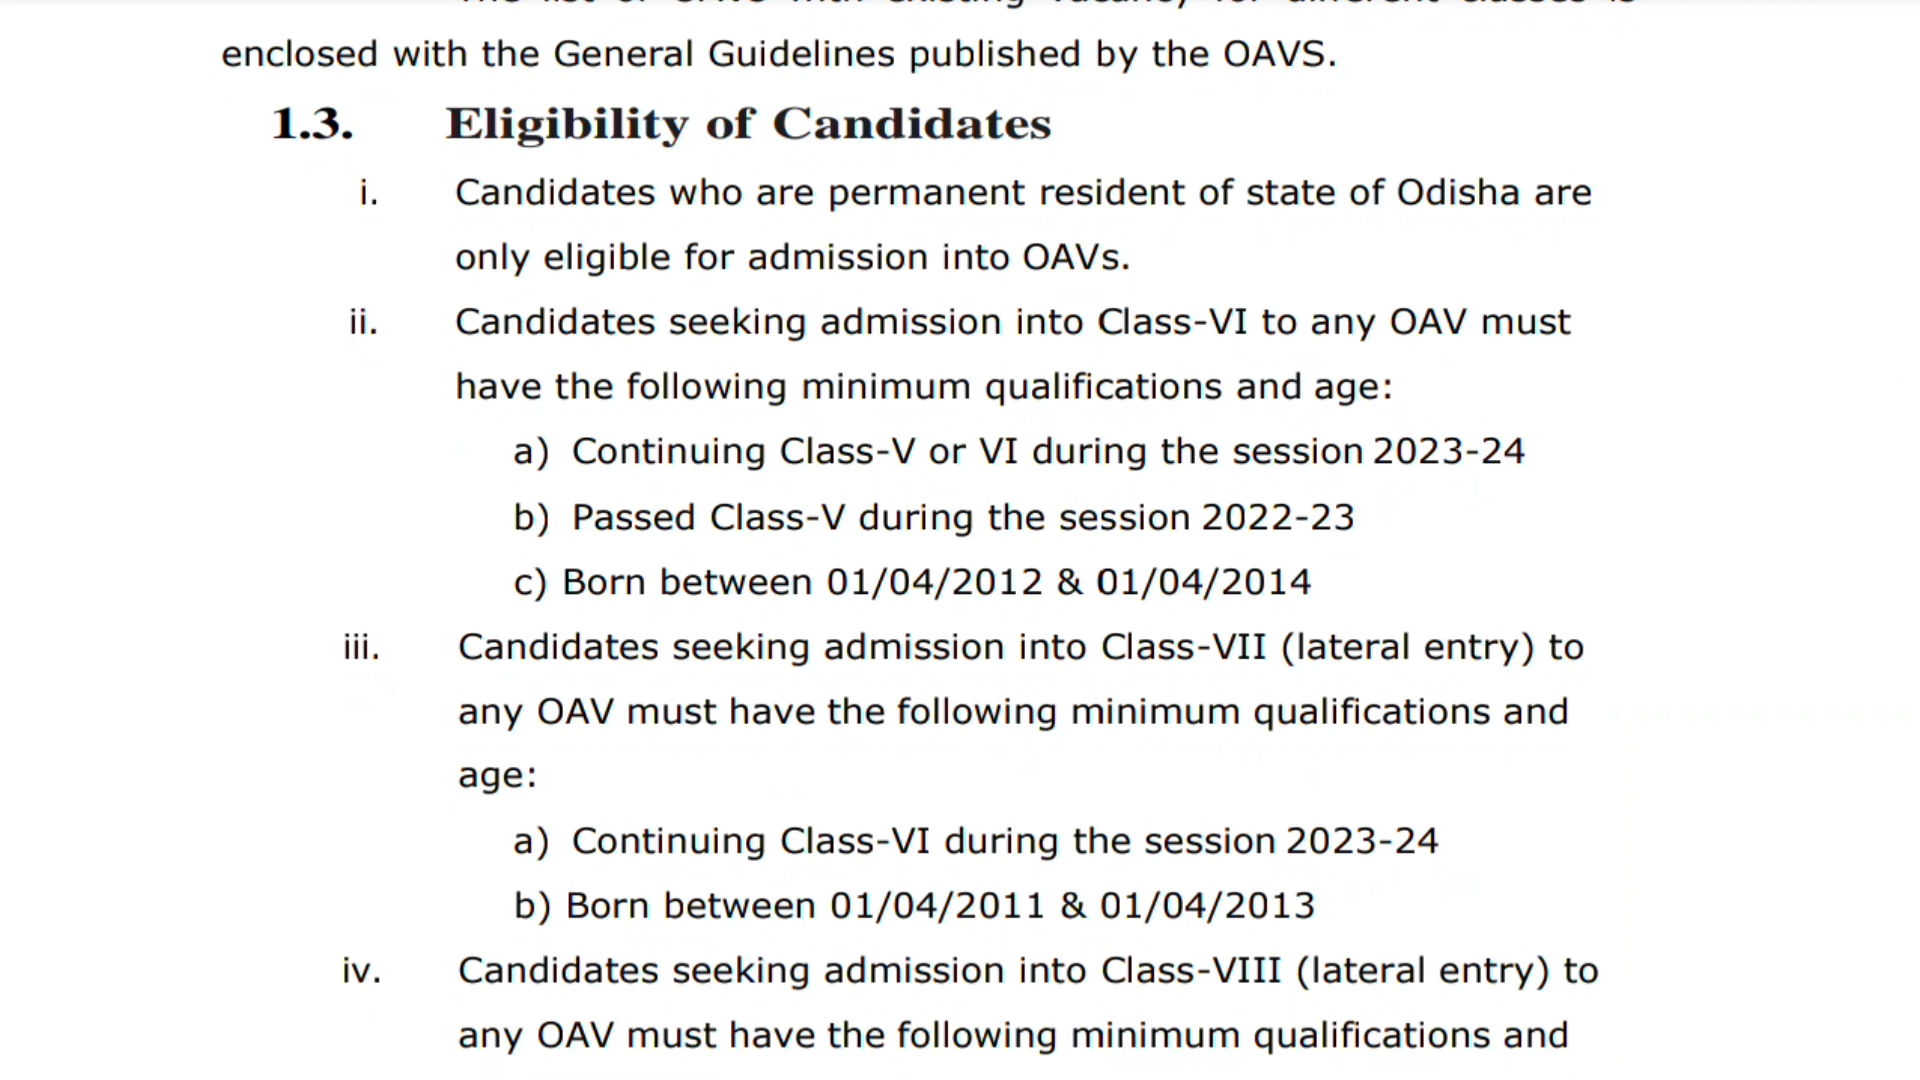 enclosed with the General Guidelines published by the OAVS.
1.3. Eligibility of Candidates
i. Candidates who are permanent resident of state of Odisha are
only eligible for admission into OAVs.
ii. Candidates seeking admission into Class-VI to any OAV must
have the following minimum qualifications and age:
a) Continuing Class-V or VI during the session 2023-24
b) Passed Class-V during the session 2022-23
c) Born between 01/04/2012 & 01/04/2014
iii. Candidates seeking admission into Class-VII (lateral entry) to
any OAV must have the following minimum qualifications and
age:
a) Continuing Class-VI during the session 2023-24
b) Born between 01/04/2011 & 01/04/2013
iv. Candidates seeking admission into Class-VIII (lateral entry) to
any OAV must have the following minimum qualifications and